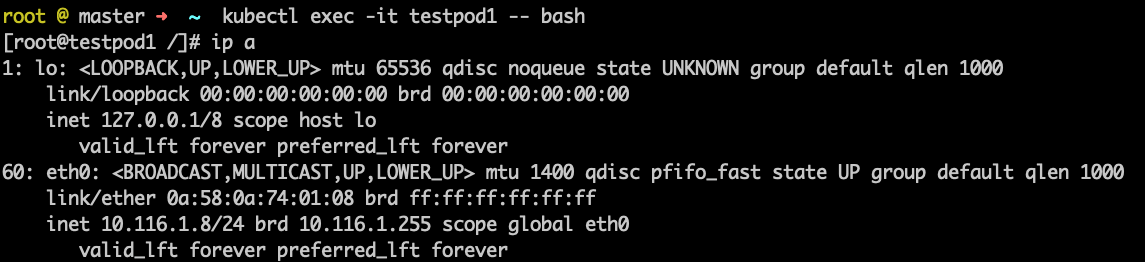 root @ master ➜  ~  kubectl exec -it testpod1 -- bash
[root@testpod1 /]# ip a
1: lo: <LOOPBACK,UP,LOWER_UP> mtu 65536 qdisc noqueue state UNKNOWN group default qlen 1000
    link/loopback 00:00:00:00:00:00 brd 00:00:00:00:00:00
    inet 127.0.0.1/8 scope host lo
       valid_lft forever preferred_lft forever
60: eth0: <BROADCAST,MULTICAST,UP,LOWER_UP> mtu 1400 qdisc pfifo_fast state UP group default qlen 1000
    link/ether 0a:58:0a:74:01:08 brd ff:ff:ff:ff:ff:ff
    inet 10.116.1.8/24 brd 10.116.1.255 scope global eth0
       valid_lft forever preferred_lft forever